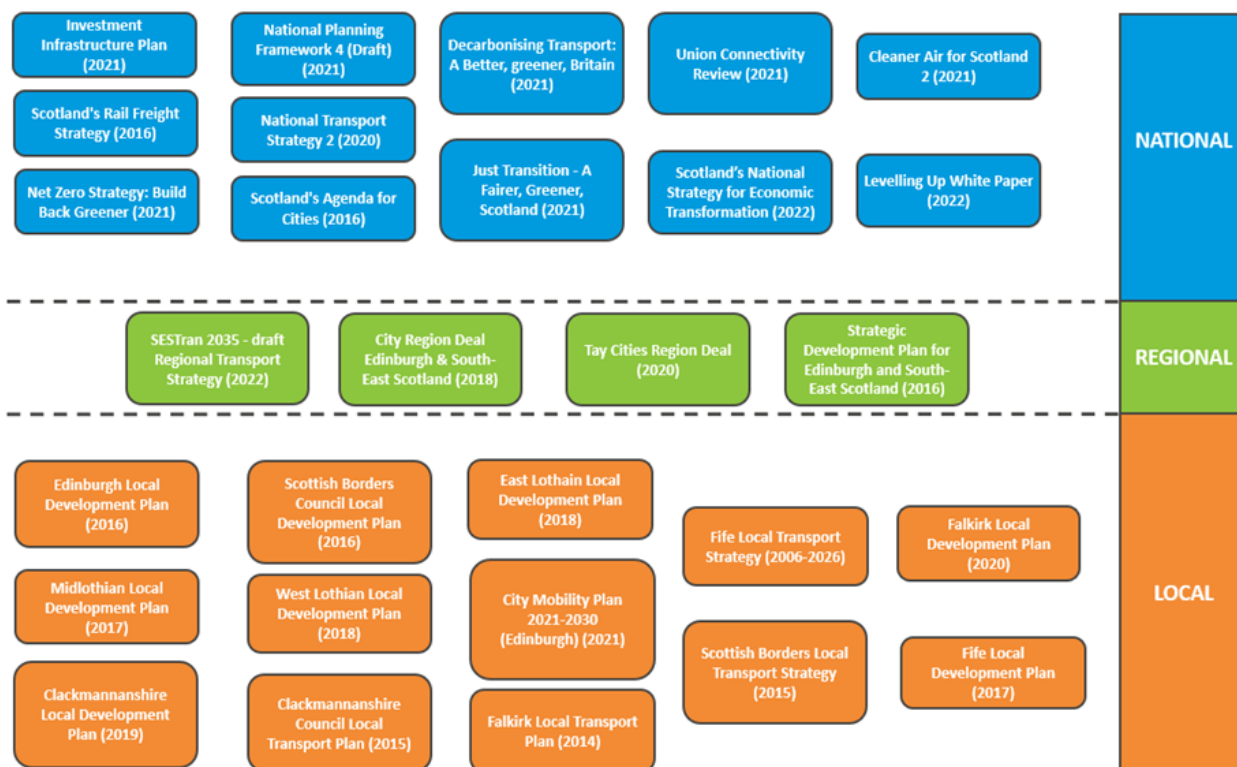 Investment
Infrastructure Plan
(2021)
National Planning
Framework 4 (Draft)
(2021)
Decarbonising Transport:
A Better, greener, Britain
(2021)
Union Connectivity
Review (2021)
Cleaner Air for Scotland
2 (2021)
Scotland's Rail Freight
Strategy (2016)
National Transport
Strategy 2 (2020)
Just Transition - A
Fairer, Greener,
Scotland (2021)
Scotland's National
Strategy for Economic
Transformation (2022)
Levelling Up White Paper
(2022)
Net Zero Strategy: Build
Back Greener (2021)
Scotland's Agenda for
Cities (2016)
NATIONAL
SESTran 2035 - draft
Regional Transport
Strategy (2022)
City Region Deal
Edinburgh & South-
East Scotland (2018)
Tay Cities Region Deal
(2020)
Strategic
Development Plan for
Edinburgh and South-
East Scotland (2016)
REGIONAL
Edinburgh Local
Development Plan
(2016)
Scottish Borders
Council Local
Development Plan
(2016)
East Lothain Local
Development Plan
(2018)
Fife Local Transport
Strategy (2006-2026)
Falkirk Local
Development Plan
(2020)
Midlothian Local
Development Plan
(2017)
West Lothian Local
Development Plan
(2018)
City Mobility Plan
2021-2030
(Edinburgh) (2021)
Scottish Borders Local
Transport Strategy
(2015)
Fife Local
Development Plan
(2017)
Clackmannanshire
Local Development
Plan (2019)
Clackmannanshire
Council Local
Transport Plan (2015)
Falkirk Local Transport
Plan (2014)
LOCAL